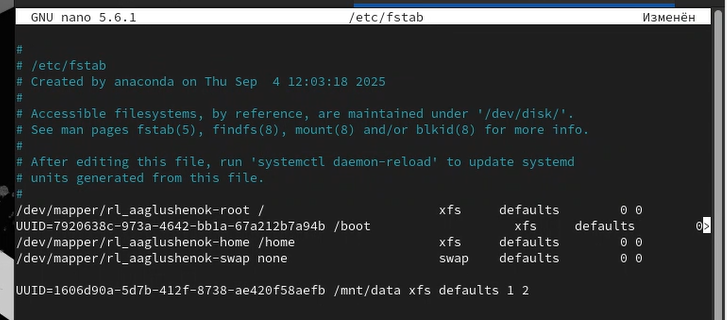 GNU nano 5.6.1 /etc/fstab Изменён
#
# /etc/fstab
# Created by anaconda on Thu Sep  4 12:03:18 2025
#
# Accessible filesystems, by reference, are maintained under '/dev/disk/'.
# See man pages fstab(5), findfs(8), mount(8) and/or blkid(8) for more info.
#
# After editing this file, run 'systemctl daemon-reload' to update systemd
# units generated from this file.
#
/dev/mapper/rl_aaglushenok-root / xfs defaults 0 0
UUID=7920638c-973a-4642-bb1a-67a212b7a94b /boot xfs defaults 0>
/dev/mapper/rl_aaglushenok-home /home xfs defaults 0 0
/dev/mapper/rl_aaglushenok-swap none swap defaults 0 0
UUID=1606d90a-5d7b-412f-8738-ae420f58aefb /mnt/data xfs defaults 1 2